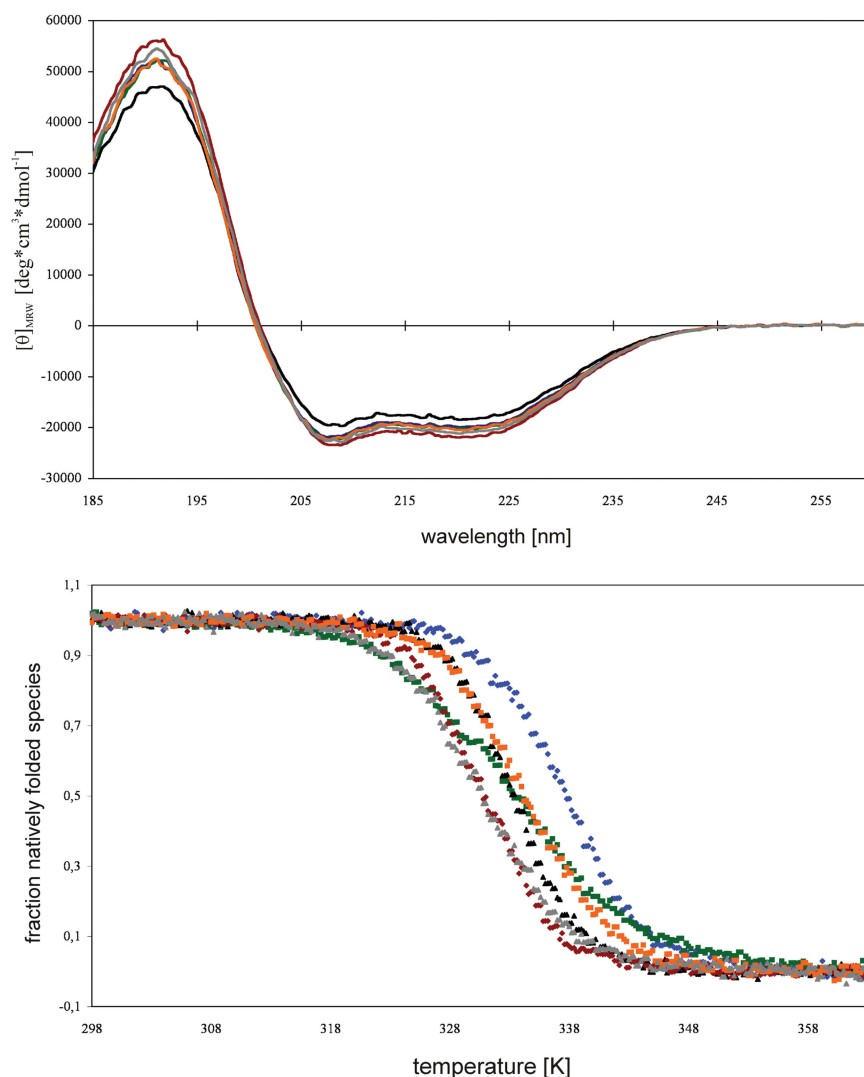 60000
50000
40000
30000
20000
10000
0
-10000
-20000
-30000
[θ]MRW [deg*cm³*dmol⁻¹]
185 195 205 215 225 235 245 255
wavelength [nm]
1,1
0,9
0,7
0,5
0,3
0,1
-0,1
fraction natively folded species
298 308 318 328 338 348 358
temperature [K]